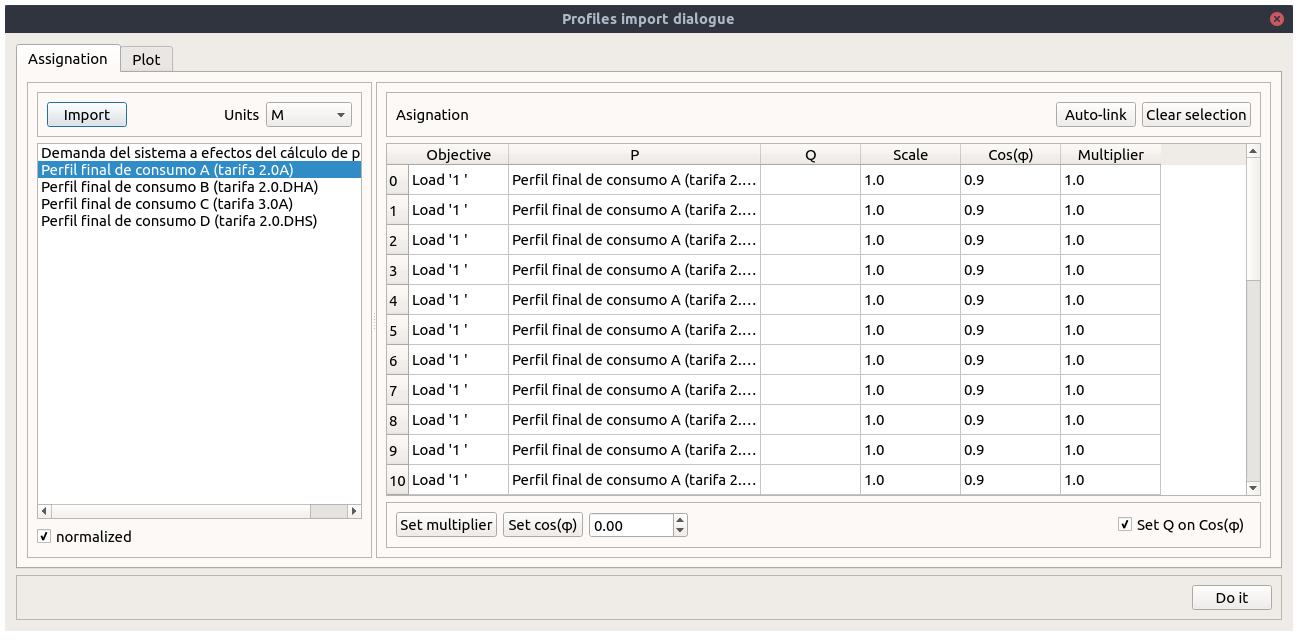 Profiles import dialogue
Assignation Plot
Import Units M
Demanda del sistema a efectos del cálculo de p
Perfil final de consumo A (tarifa 2.0A)
Perfil final de consumo B (tarifa 2.0.DHA)
Perfil final de consumo C (tarifa 3.0A)
Perfil final de consumo D (tarifa 2.0.DHS)
normalized
Asignation Auto-link Clear selection
Objective P Q Scale Cos(φ) Multiplier
0 Load '1 ' Perfil final de consumo A (tarifa 2.... 1.0 0.9 1.0
1 Load '1 ' Perfil final de consumo A (tarifa 2.... 1.0 0.9 1.0
2 Load '1 ' Perfil final de consumo A (tarifa 2.... 1.0 0.9 1.0
3 Load '1 ' Perfil final de consumo A (tarifa 2.... 1.0 0.9 1.0
4 Load '1 ' Perfil final de consumo A (tarifa 2.... 1.0 0.9 1.0
5 Load '1 ' Perfil final de consumo A (tarifa 2.... 1.0 0.9 1.0
6 Load '1 ' Perfil final de consumo A (tarifa 2.... 1.0 0.9 1.0
7 Load '1 ' Perfil final de consumo A (tarifa 2.... 1.0 0.9 1.0
8 Load '1 ' Perfil final de consumo A (tarifa 2.... 1.0 0.9 1.0
9 Load '1 ' Perfil final de consumo A (tarifa 2.... 1.0 0.9 1.0
10 Load '1 ' Perfil final de consumo A (tarifa 2.... 1.0 0.9 1.0
Set multiplier Set cos(φ) 0.00 Set Q on Cos(φ)
Do it